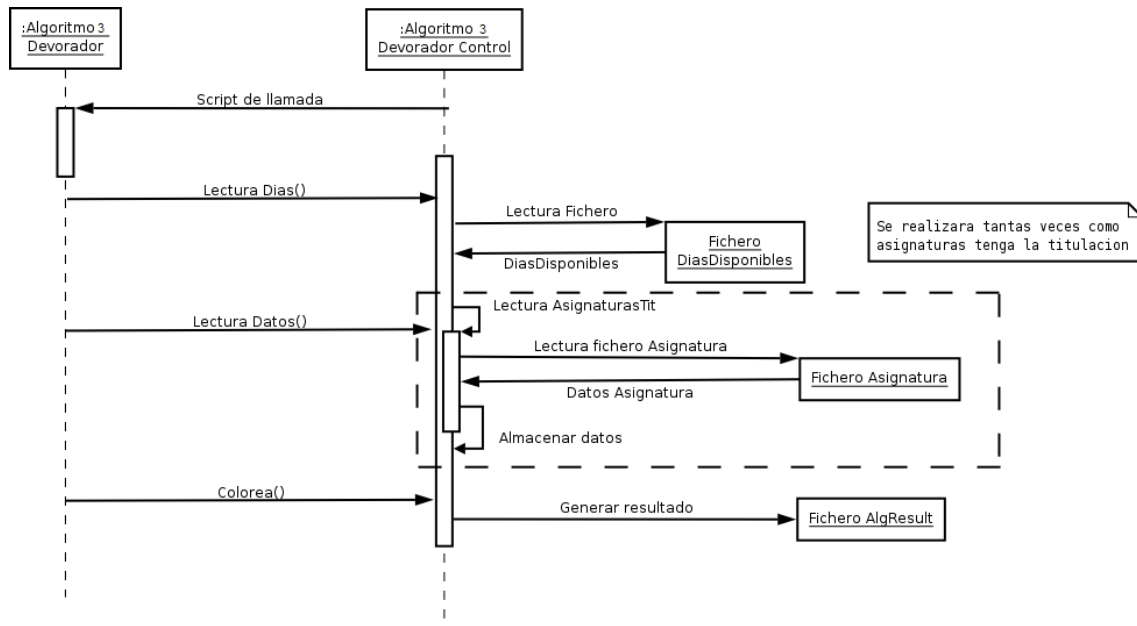 :Algoritmo 3
Devorador
:Algoritmo 3
Devorador Control
Script de llamada
Lectura Dias()
Lectura Fichero
Fichero
DiasDisponibles
DiasDisponibles
Se realizara tantas veces como
asignaturas tenga la titulacion
Lectura AsignaturasTit
Lectura Datos()
Lectura fichero Asignatura
Fichero Asignatura
Datos Asignatura
Almacenar datos
Colorea()
Generar resultado
Fichero AlgResult